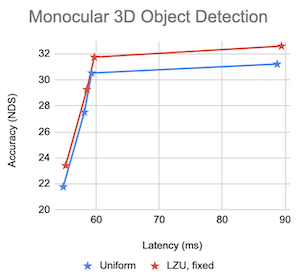 Monocular 3D Object Detection
Accuracy (NDS)
32
30
28
26
24
22
20
60
70
80
90
Latency (ms)
Uniform
LZU, fixed